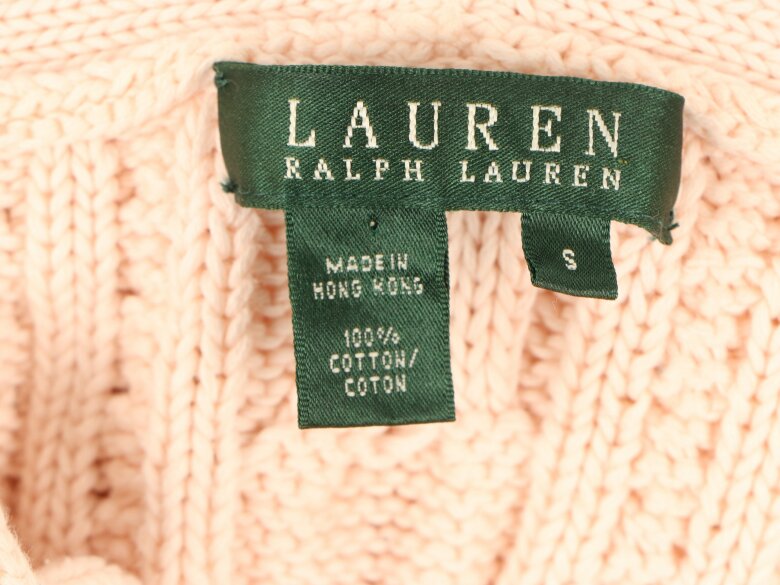 LAUREN
RALPH LAUREN
MADE IN
HONG KONG
100%
COTTON/
COTON
S